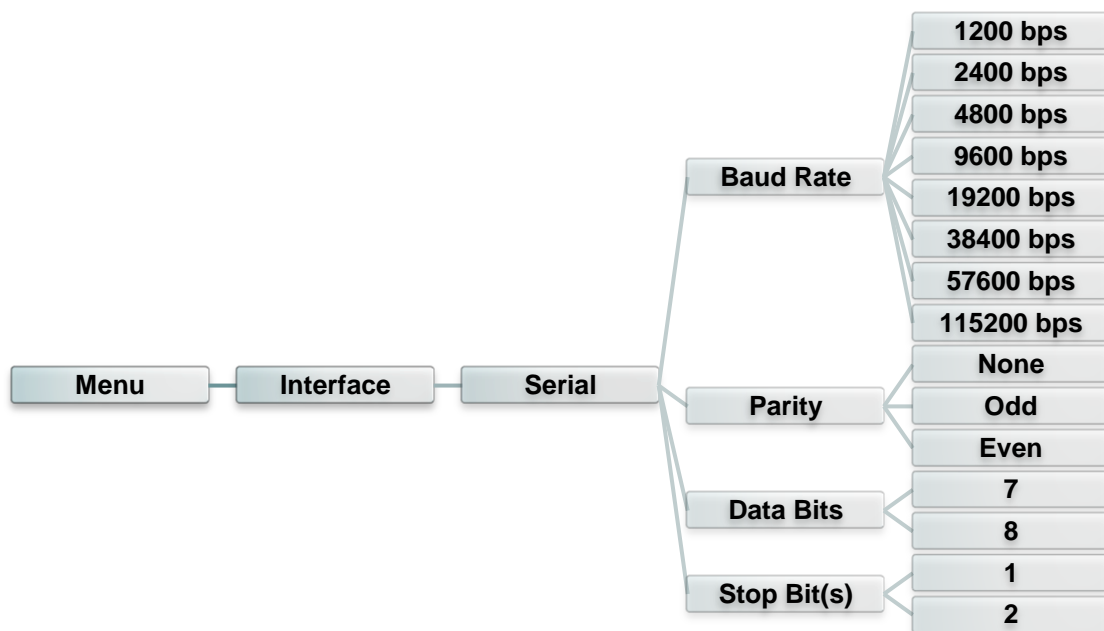 Menu
Interface
Serial
Baud Rate
1200 bps
2400 bps
4800 bps
9600 bps
19200 bps
38400 bps
57600 bps
115200 bps
Parity
None
Odd
Even
Data Bits
7
8
Stop Bit(s)
1
2